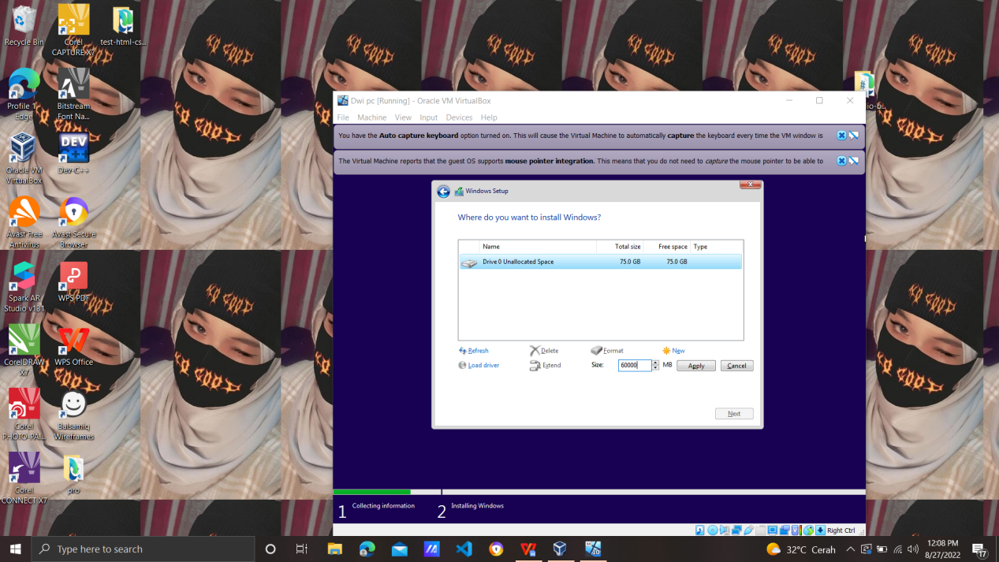 Recycle Bin
Corel
CAPTURE X7
test-html-cs...
Profile 1 -
Edge
Bitstream
Font Na...
Oracle VM
VirtualBox
DEV
Dev-C++
Avast Free
Antivirus
Avast Secure
Browser
Spark AR
Studio v131
WPS PDF
CorelDRAW
X7
WPS Office
Corel
PHOTO-PA...
Balsamiq
Wireframes
Corel
CONNECT X7
pro
Dwi pc [Running] - Oracle VM VirtualBox
File Machine View Input Devices Help
You have the Auto capture keyboard option turned on. This will cause the Virtual Machine to automatically capture the keyboard every time the VM window is
The Virtual Machine reports that the guest OS supports mouse pointer integration. This means that you do not need to capture the mouse pointer to be able to
Windows Setup
Where do you want to install Windows?
Name Total size Free space Type
Drive 0 Unallocated Space 75.0 GB 75.0 GB
Refresh Delete Format New
Load driver Extend Size: 60000 MB Apply Cancel
Next
1 Collecting information 2 Installing Windows
Right Ctrl
Type here to search
32°C Cerah
12:08 PM
8/27/2022
17